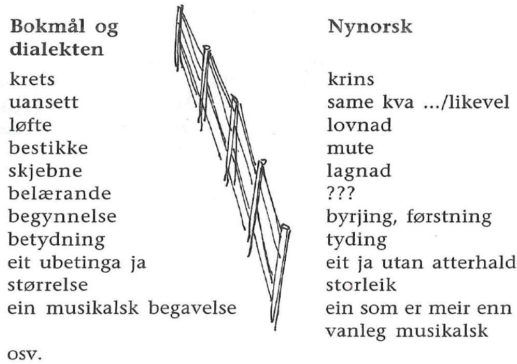 Bokmål og
dialekten
krets
uansett
løfte
bestikke
skjebne
belærande
begynnelse
betydning
eit ubetinga ja
størrelse
ein musikalsk begavelse
osv.
Nynorsk
krins
same kva .../likevel
lovnad
mute
lagnad
???
byrjing, førstning
tyding
eit ja utan atterhald
storleik
ein som er meir enn
vanleg musikalsk